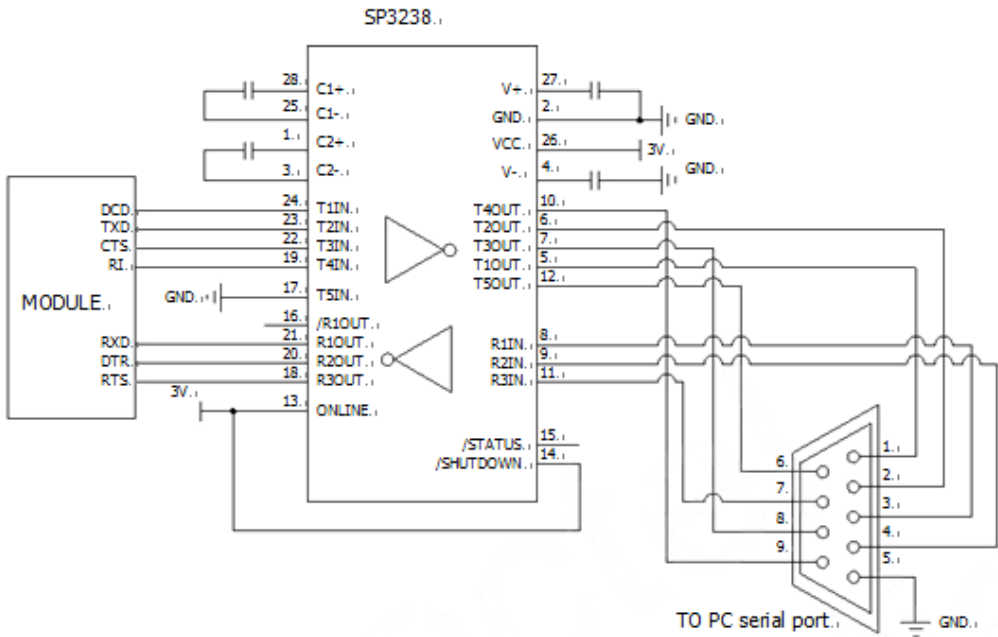 SP3238.
28.
C1+.
25.
C1-.
1.
C2+.
3.
C2-.
24.
T1IN.
23.
T2IN.
22.
T3IN.
19.
T4IN.
17.
T5IN.
16.
/R1OUT.
21.
R1OUT.
20.
R2OUT.
18.
R3OUT.
13.
ONLINE.
27.
V+.
2.
GND.
26.
VCC.
4.
V-.
10.
T4OUT.
6.
T2OUT.
7.
T3OUT.
5.
T1OUT.
12.
T5OUT.
8.
R1IN.
9.
R2IN.
11.
R3IN.
15.
/STATUS.
14.
/SHUTDOWN.
GND.
3V.
GND.
DCD.
TXD.
CTS.
RI.
MODULE.
RXD.
DTR.
RTS.
GND.
3V.
1.
2.
3.
4.
5.
6.
7.
8.
9.
TO PC serial port.
GND.